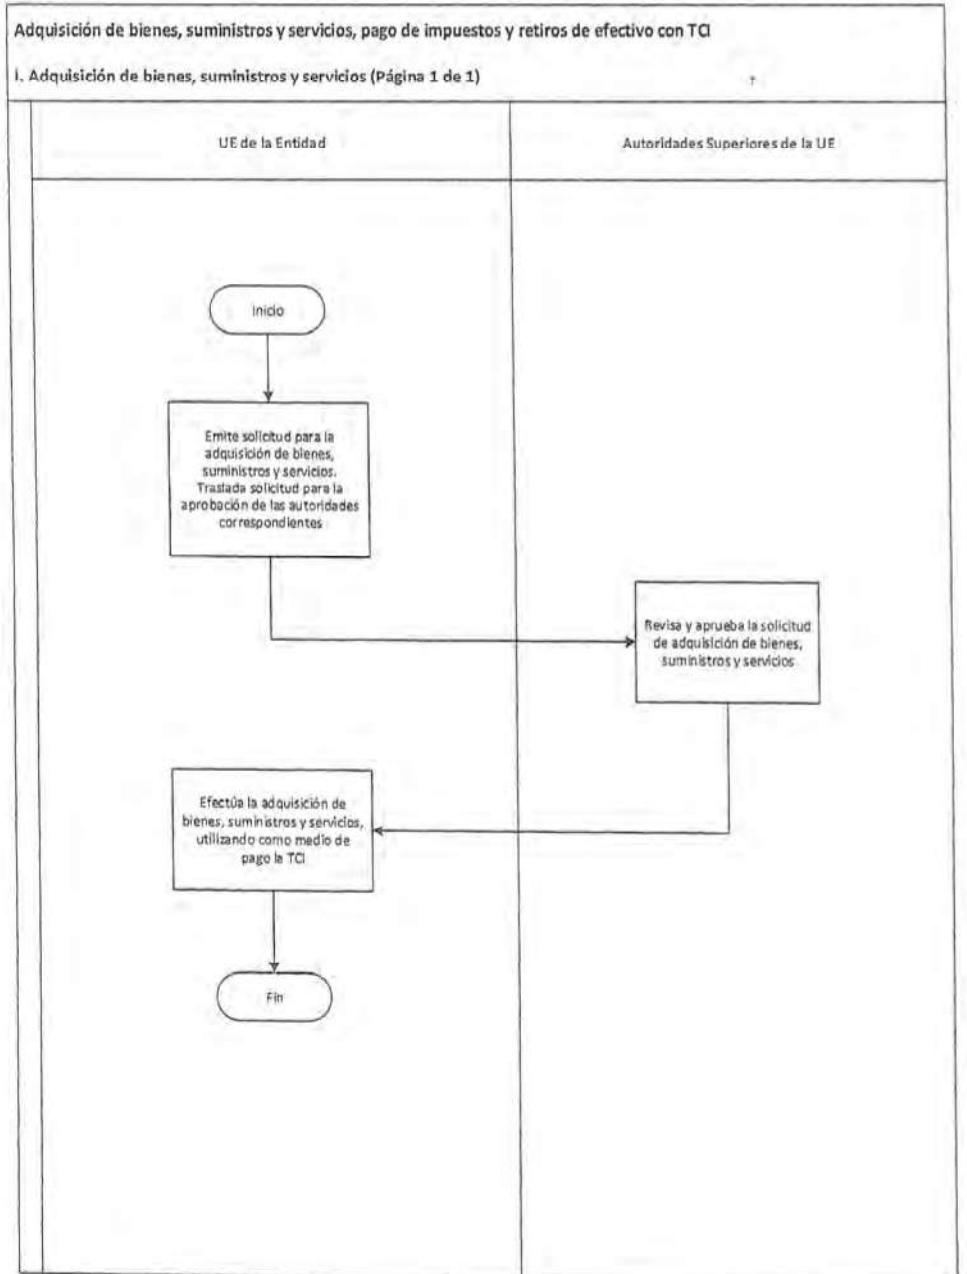 Adquisición de bienes, suministros y servicios, pago de impuestos y retiros de efectivo con TCI
I. Adquisición de bienes, suministros y servicios (Página 1 de 1)
UE de la Entidad
Autoridades Superiores de la UE
Inicio
Emite solicitud para la
adquisición de bienes,
suministros y servicios.
Traslada solicitud para la
aprobación de las autoridades
correspondientes
Revisa y aprueba la solicitud
de adquisición de bienes,
suministros y servicios
Efectúa la adquisición de
bienes, suministros y servicios,
utilizando como medio de
pago la TCI
Fin